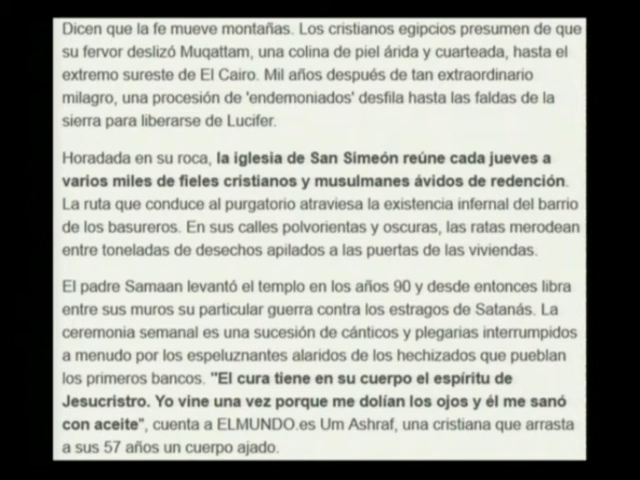 Dicen que la fe mueve montañas. Los cristianos egipcios presumen de que
su fervor deslizó Muqattam, una colina de piel árida y cuarteada, hasta el
extremo sureste de El Cairo. Mil años después de tan extraordinario
milagro, una procesión de 'endemoniados' desfila hasta las faldas de la
sierra para liberarse de Lucifer.
Horadada en su roca, la iglesia de San Simeón reúne cada jueves a
varios miles de fieles cristianos y musulmanes ávidos de redención.
La ruta que conduce al purgatorio atraviesa la existencia infernal del barrio
de los basureros. En sus calles polvorientas y oscuras, las ratas merodean
entre toneladas de desechos apilados a las puertas de las viviendas.
El padre Samaan levantó el templo en los años 90 y desde entonces libra
entre sus muros su particular guerra contra los estragos de Satanás. La
ceremonia semanal es una sucesión de cánticos y plegarias interrumpidos
a menudo por los espeluznantes alaridos de los hechizados que pueblan
los primeros bancos. "El cura tiene en su cuerpo el espíritu de
Jesucristro. Yo vine una vez porque me dolían los ojos y él me sanó
con aceite", cuenta a ELMUNDO.es Um Ashraf, una cristiana que arrasta
a sus 57 años un cuerpo ajado.